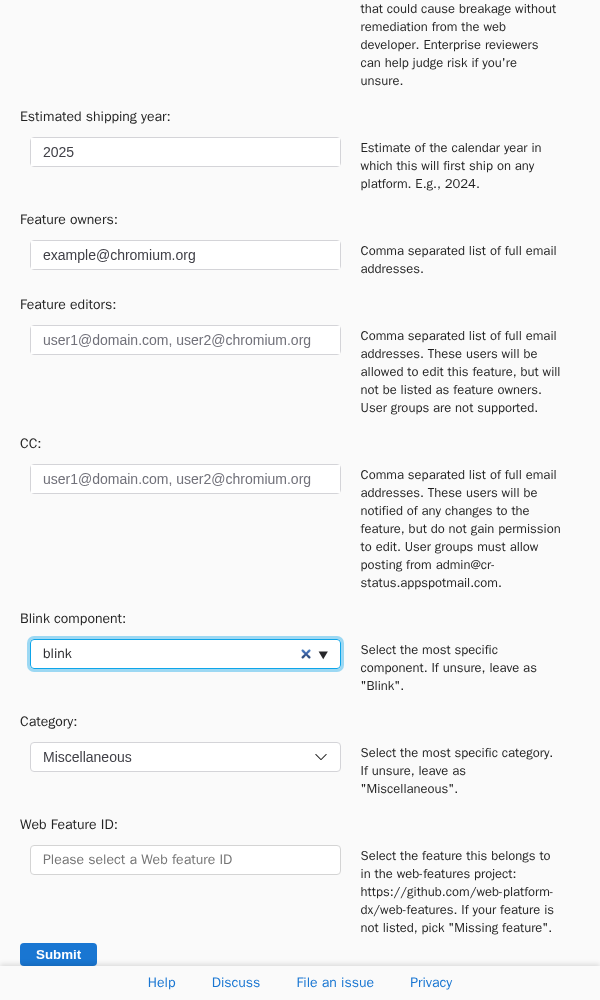 that could cause breakage without
remediation from the web
developer. Enterprise reviewers
can help judge risk if you're
unsure.
Estimated shipping year:
2025
Estimate of the calendar year in
which this will first ship on any
platform. E.g., 2024.
Feature owners:
example@chromium.org
Comma separated list of full email
addresses.
Feature editors:
user1@domain.com, user2@chromium.org
Comma separated list of full email
addresses. These users will be
allowed to edit this feature, but will
not be listed as feature owners.
User groups are not supported.
CC:
user1@domain.com, user2@chromium.org
Comma separated list of full email
addresses. These users will be
notified of any changes to the
feature, but do not gain permission
to edit. User groups must allow
posting from admin@cr-
status.appspotmail.com.
Blink component:
blink
Select the most specific
component. If unsure, leave as
"Blink".
Category:
Miscellaneous
Select the most specific category.
If unsure, leave as
"Miscellaneous".
Web Feature ID:
Please select a Web feature ID
Select the feature this belongs to
in the web-features project:
https://github.com/web-platform-
dx/web-features. If your feature is
not listed, pick "Missing feature".
Submit
Help Discuss File an issue Privacy